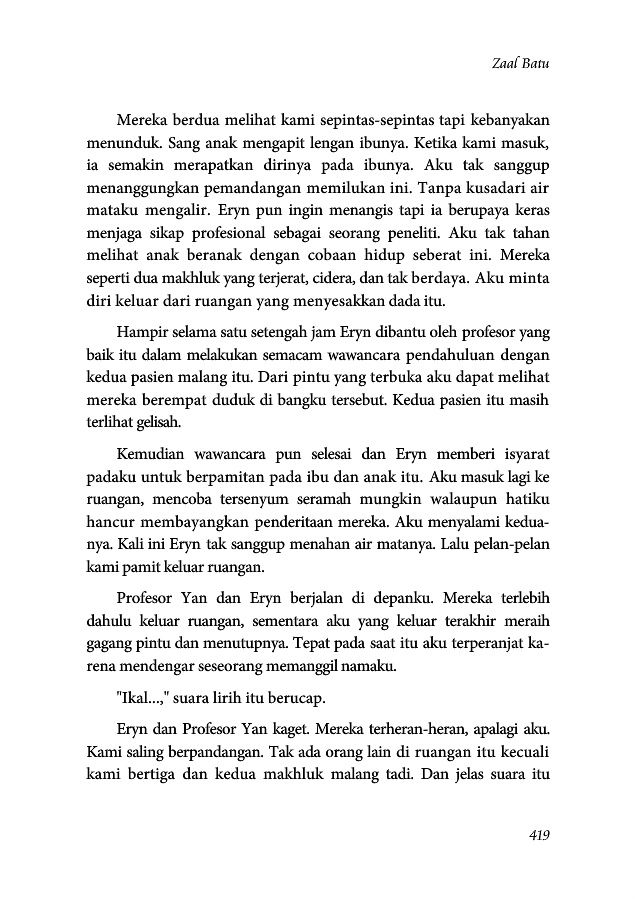 Zaal Batu
Mereka berdua melihat kami sepintas-sepintas tapi kebanyakan
menunduk. Sang anak mengapit lengan ibunya. Ketika kami masuk,
ia semakin merapatkan dirinya pada ibunya. Aku tak sanggup
menanggungkan pemandangan memilukan ini. Tanpa kusadari air
mataku mengalir. Eryn pun ingin menangis tapi ia berupaya keras
menjaga sikap profesional sebagai seorang peneliti. Aku tak tahan
melihat anak beranak dengan cobaan hidup seberat ini. Mereka
seperti dua makhluk yang terjerat, cidera, dan tak berdaya. Aku minta
diri keluar dari ruangan yang menyesakkan dada itu.
Hampir selama satu setengah jam Eryn dibantu oleh profesor yang
baik itu dalam melakukan semacam wawancara pendahuluan dengan
kedua pasien malang itu. Dari pintu yang terbuka aku dapat melihat
mereka berempat duduk di bangku tersebut. Kedua pasien itu masih
terlihat gelisah.
Kemudian wawancara pun selesai dan Eryn memberi isyarat
padaku untuk berpamitan pada ibu dan anak itu. Aku masuk lagi ke
ruangan, mencoba tersenyum seramah mungkin walaupun hatiku
hancur membayangkan penderitaan mereka. Aku menyalami kedua-
nya. Kali ini Eryn tak sanggup menahan air matanya. Lalu pelan-pelan
kami pamit keluar ruangan.
Profesor Yan dan Eryn berjalan di depanku. Mereka terlebih
dahulu keluar ruangan, sementara aku yang keluar terakhir meraih
gagang pintu dan menutupnya. Tepat pada saat itu aku terperanjat ka-
rena mendengar seseorang memanggil namaku.
"Ikal...," suara lirih itu berucap.
Eryn dan Profesor Yan kaget. Mereka terheran-heran, apalagi aku.
Kami saling berpandangan. Tak ada orang lain di ruangan itu kecuali
kami bertiga dan kedua makhluk malang tadi. Dan jelas suara itu
419